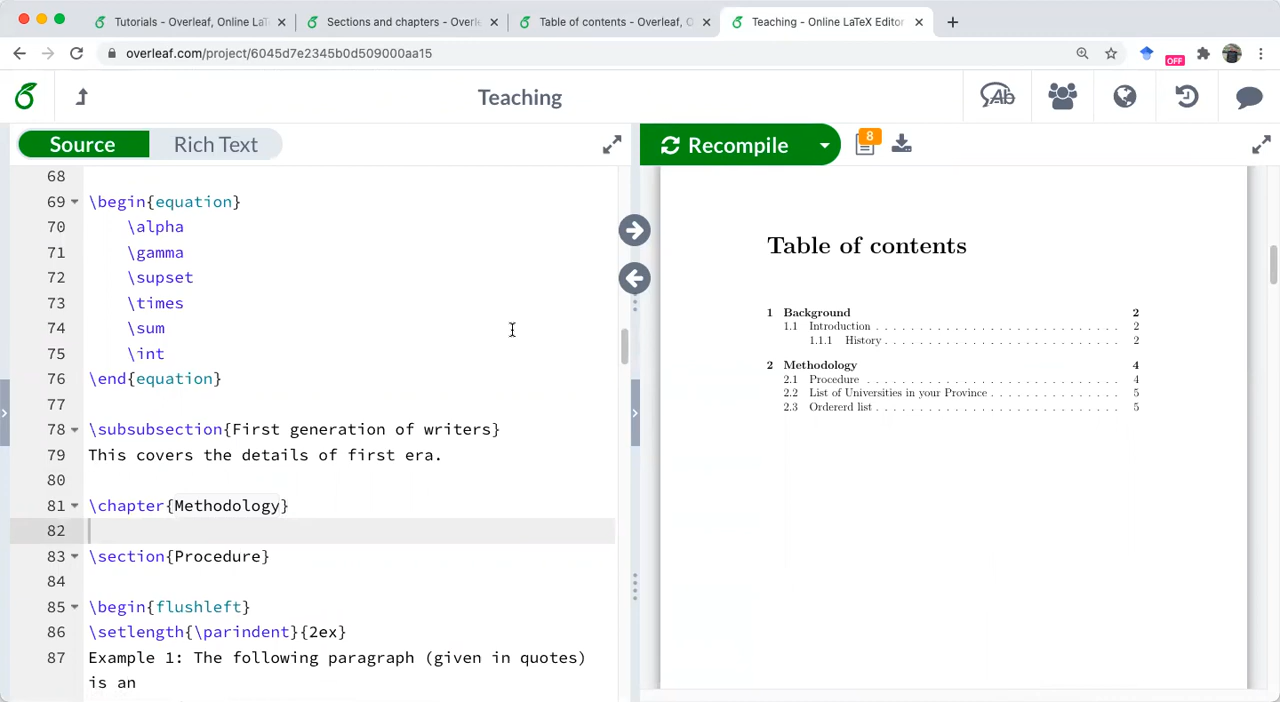 Tutorials - Overleaf, Online LaT
Sections and chapters - Overle
Table of contents - Overleaf, O
Teaching - Online LaTeX Editor
overleaf.com/project/6045d7e2345b0d509000aa15
OFF
Teaching
Ab
Source
Rich Text
Recompile
8
68
69 \begin{equation}
70 \alpha
71 \gamma
72 \supset
73 \times
74 \sum
75 \int
76 \end{equation}
77
78 \subsubsection{First generation of writers}
79 This covers the details of first era.
80
81 \chapter{Methodology}
82
83 \section{Procedure}
84
85 \begin{flushleft}
86 \setlength{\parindent}{2ex}
87 Example 1: The following paragraph (given in quotes)
is an
Table of contents
1 Background 2
1.1 Introduction . . . . . . . . . . . . . . . . . . . . . . . . . . . 2
1.1.1 History . . . . . . . . . . . . . . . . . . . . . . . . . . 2
2 Methodology 4
2.1 Procedure . . . . . . . . . . . . . . . . . . . . . . . . . . . . 4
2.2 List of Universities in your Province . . . . . . . . . . . . . . . 5
2.3 Ordererd list . . . . . . . . . . . . . . . . . . . . . . . . . . . 5